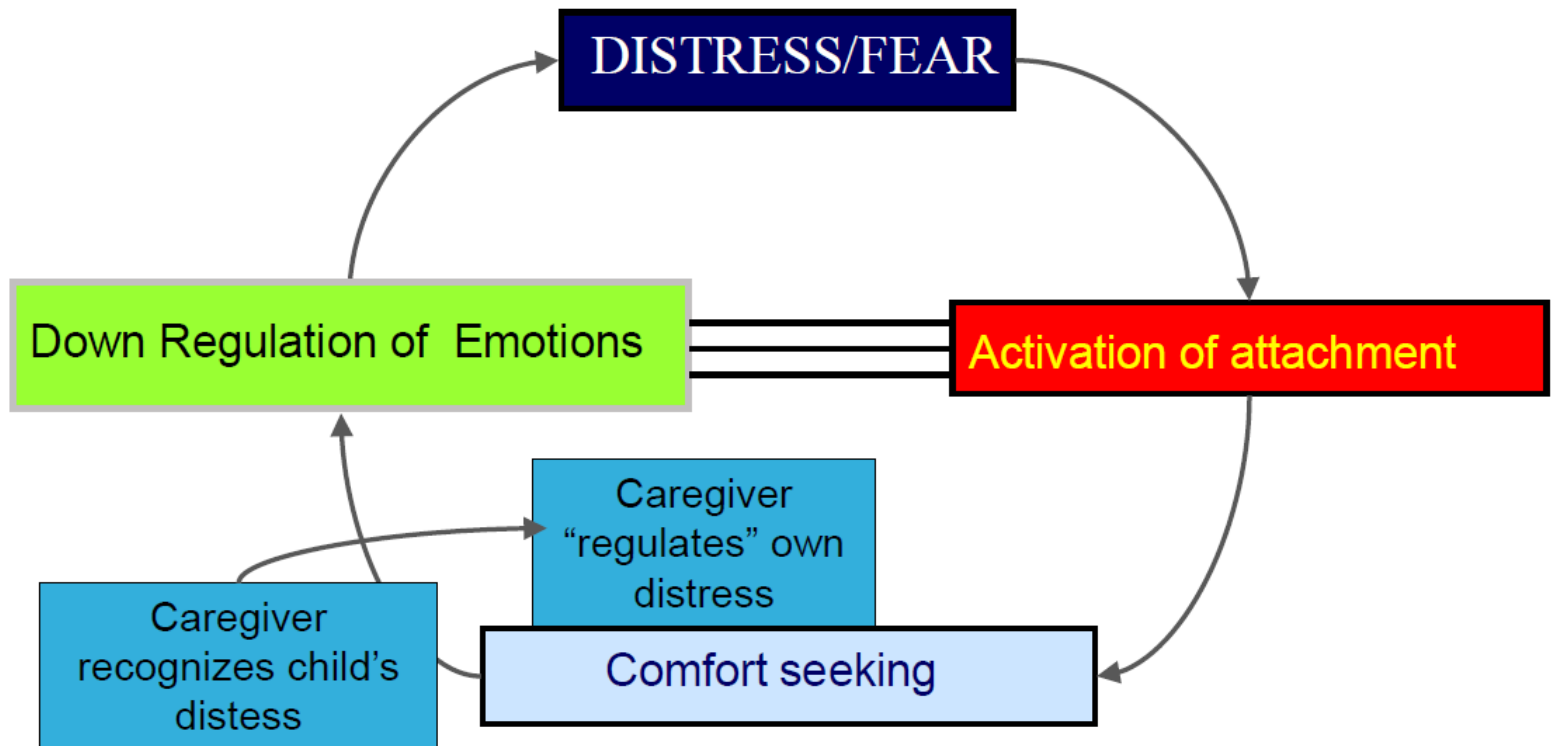 DISTRESS/FEAR
Down Regulation of Emotions
Activation of attachment
Caregiver
“regulates” own
distress
Caregiver
recognizes child’s
distess
Comfort seeking